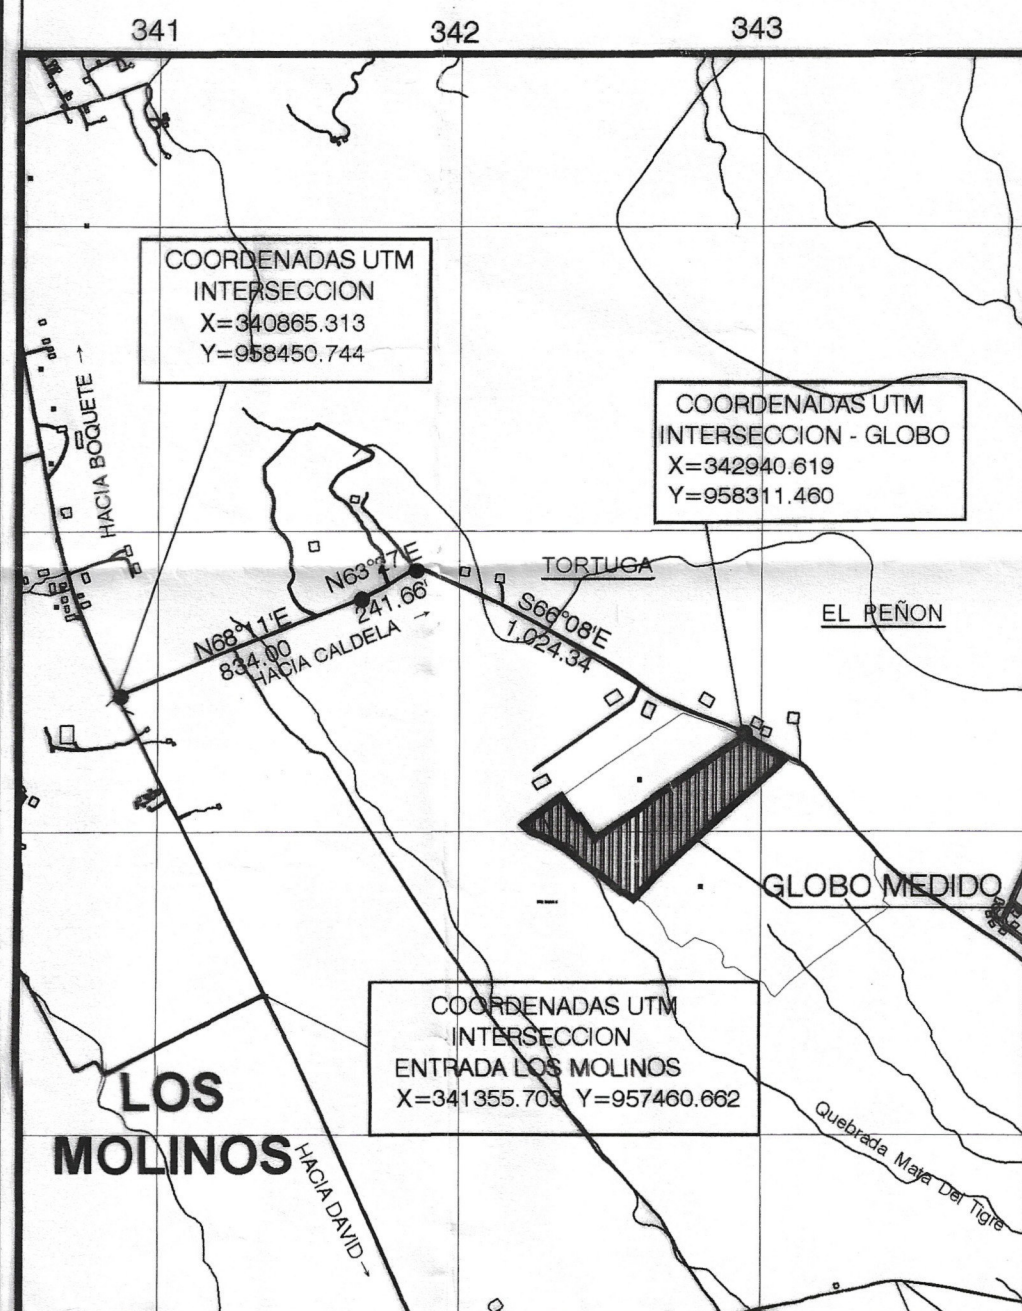 341
342
343
COORDENADAS UTM
INTERSECCION
X=340865.313
Y=958450.744
COORDENADAS UTM
INTERSECCION - GLOBO
X=342940.619
Y=958311.460
HACIA BOQUETE →
N63°27'E
241.66
N68°11'E
834.00
HACIA CALDELA →
TORTUGA
EL PEÑON
S66°08'E
1,024.34
GLOBO MEDIDO
COORDENADAS UTM
INTERSECCION
ENTRADA LOS MOLINOS
X=341355.703 Y=957460.662
LOS
MOLINOS
HACIA DAVID →
Quebrada Mata Del Tigre